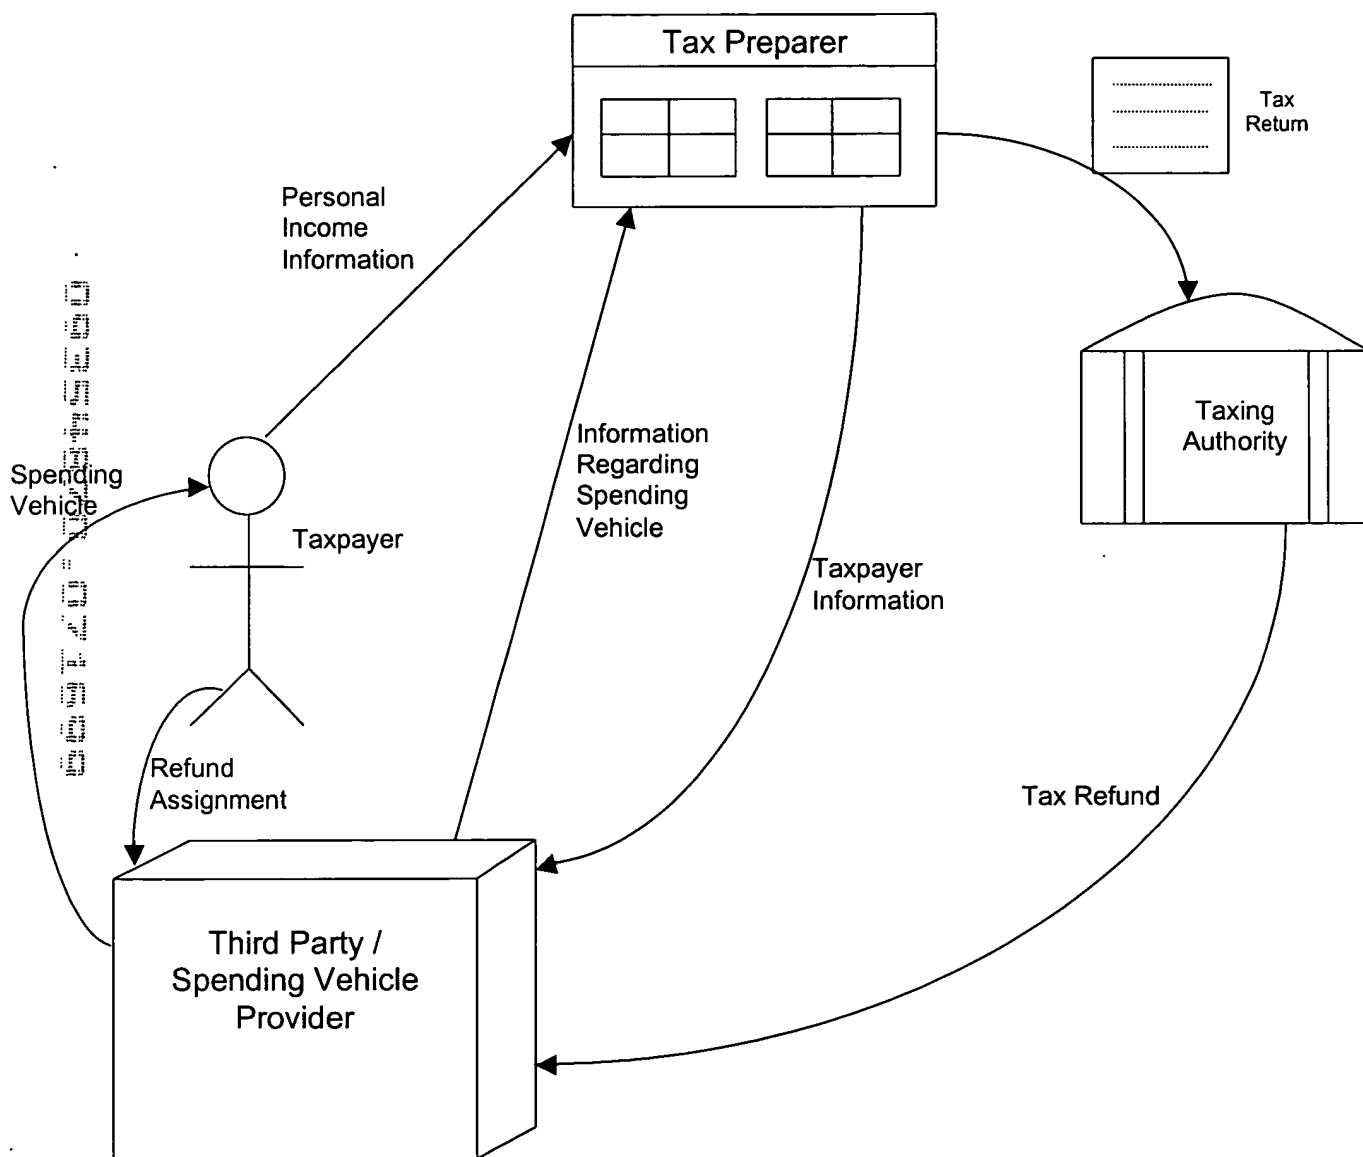 Tax Preparer
Tax
Return
Personal
Income
Information
Taxing
Authority
Information
Regarding
Spending
Vehicle
Spending
Vehicle
Taxpayer
Taxpayer
Information
Refund
Assignment
Tax Refund
Third Party /
Spending Vehicle
Provider